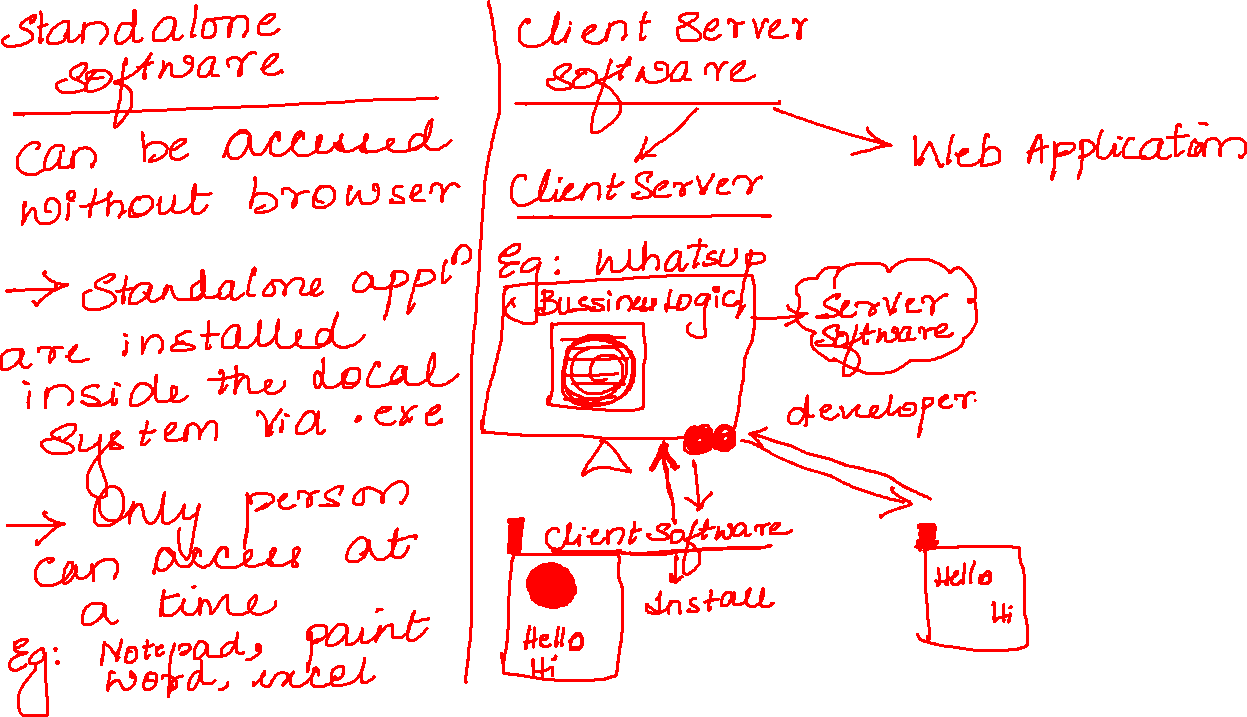 Standalone
Software
can be accessed
without browser
→ Standalone appln
are installed
inside the Local
System via .exe
→ Only person
can access at
a time
Eg: Notepad, paint
word, excel
Client Server
Software
Web Application
Client Server
Eg: Whatsup
Bussiness Logic
Server
Software
developer
Client Software
Install
Hello
Hi
Hello
Hi